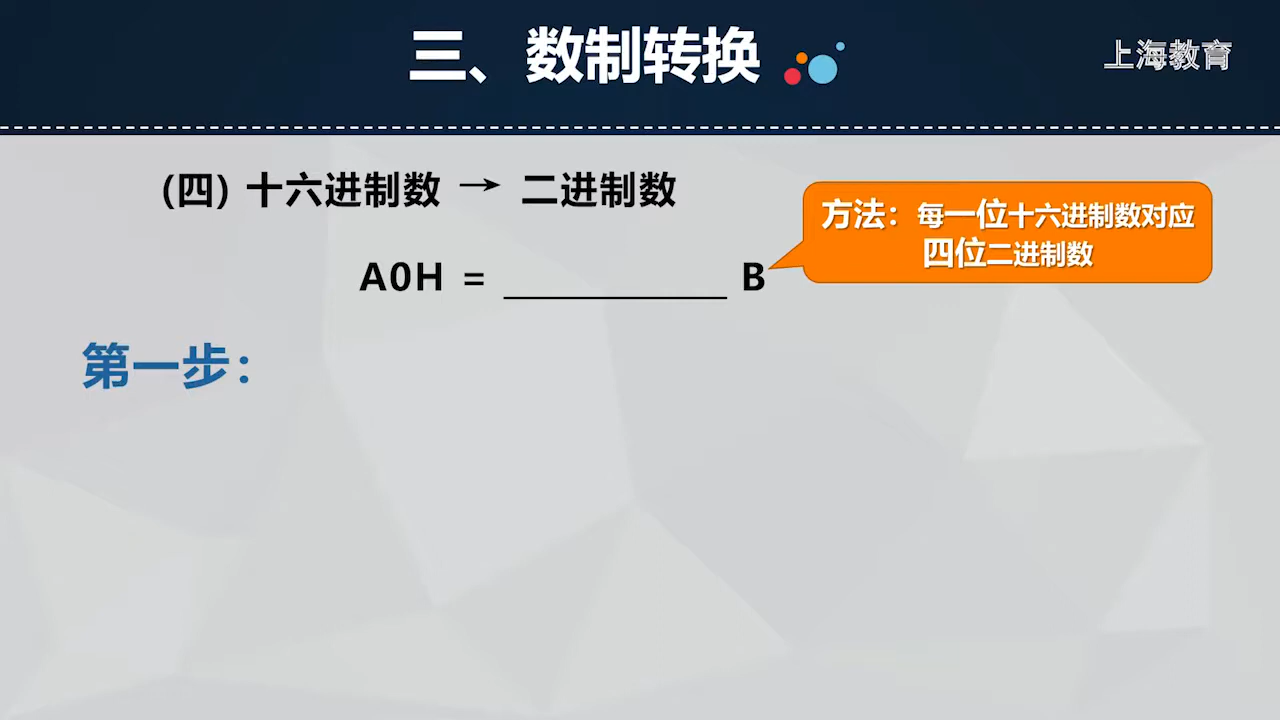 三、数制转换
上海教育
(四) 十六进制数 → 二进制数
方法：每一位十六进制数对应
四位二进制数
A0H = __________ B
第一步：